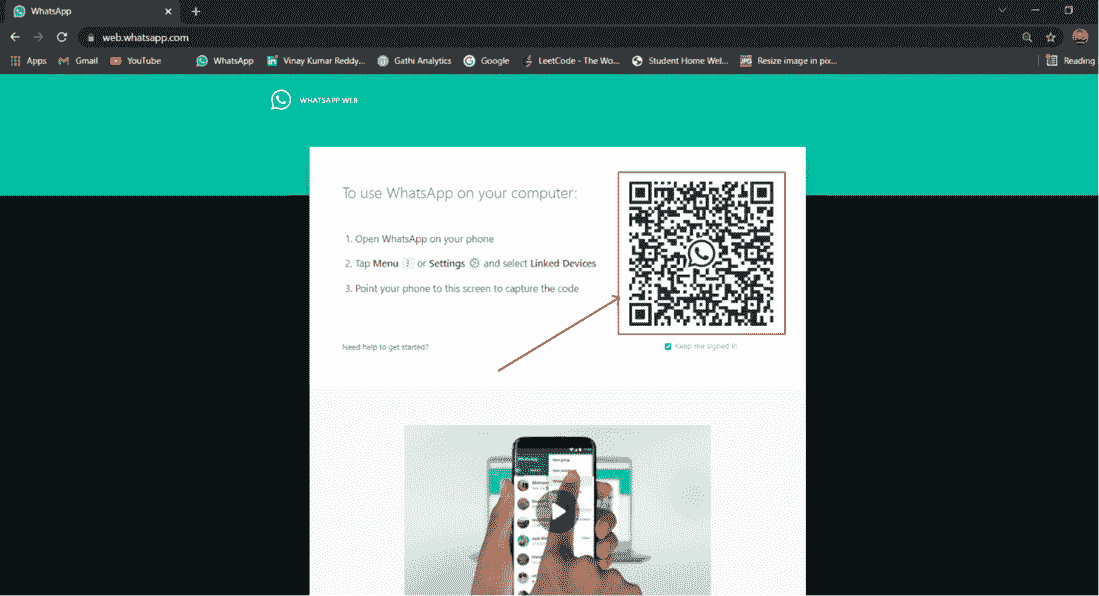 WhatsApp
web.whatsapp.com
Apps Gmail YouTube WhatsApp Vinay Kumar Reddy... Gathi Analytics Google LeetCode - The Wo... Student Home Wel... Resize image in pix... Reading
WHATSAPP WEB
To use WhatsApp on your computer:
1. Open WhatsApp on your phone
2. Tap Menu or Settings and select Linked Devices
3. Point your phone to this screen to capture the code
Need help to get started?
Keep me signed in